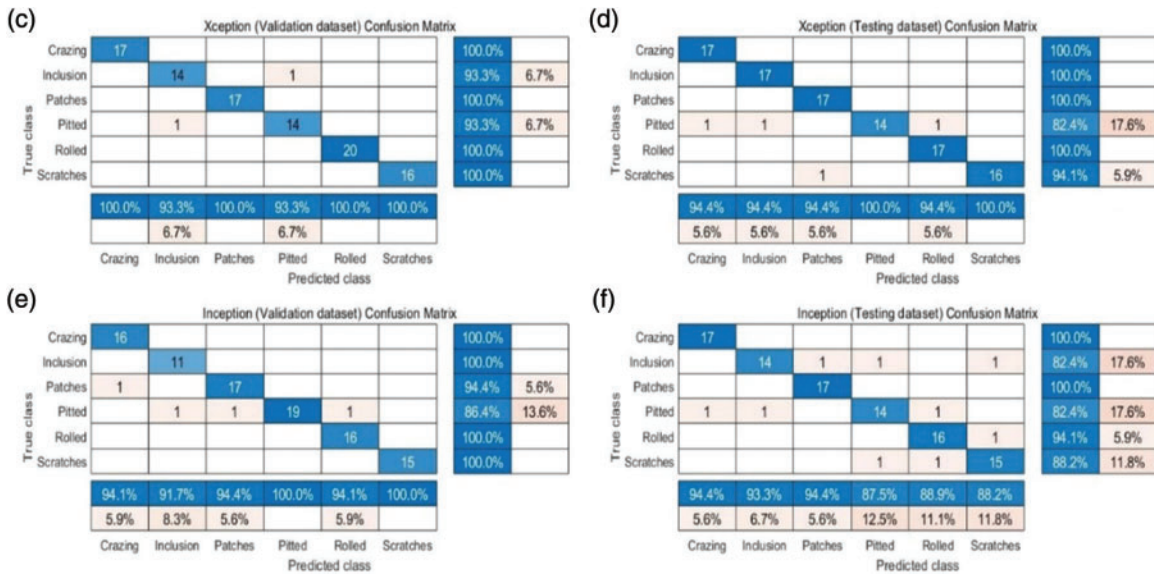 (c)
Xception (Validation dataset) Confusion Matrix
True class
Crazing 17 100.0%
Inclusion 14 1 93.3% 6.7%
Patches 17 100.0%
Pitted 1 14 93.3% 6.7%
Rolled 20 100.0%
Scratches 16 100.0%
100.0% 93.3% 100.0% 93.3% 100.0% 100.0%
6.7% 6.7%
Crazing Inclusion Patches Pitted Rolled Scratches
Predicted class
(d)
Xception (Testing dataset) Confusion Matrix
True class
Crazing 17 100.0%
Inclusion 17 100.0%
Patches 17 100.0%
Pitted 1 1 14 1 82.4% 17.6%
Rolled 17 100.0%
Scratches 1 16 94.1% 5.9%
94.4% 94.4% 94.4% 100.0% 94.4% 100.0%
5.6% 5.6% 5.6% 5.6%
Crazing Inclusion Patches Pitted Rolled Scratches
Predicted class
(e)
Inception (Validation dataset) Confusion Matrix
True class
Crazing 16 100.0%
Inclusion 11 100.0%
Patches 1 17 94.4% 5.6%
Pitted 1 1 19 1 86.4% 13.6%
Rolled 16 100.0%
Scratches 15 100.0%
94.1% 91.7% 94.4% 100.0% 94.1% 100.0%
5.9% 8.3% 5.6% 5.9%
Crazing Inclusion Patches Pitted Rolled Scratches
Predicted class
(f)
Inception (Testing dataset) Confusion Matrix
True class
Crazing 17 100.0%
Inclusion 14 1 1 1 82.4% 17.6%
Patches 17 100.0%
Pitted 1 1 14 1 82.4% 17.6%
Rolled 16 1 94.1% 5.9%
Scratches 1 1 15 88.2% 11.8%
94.4% 93.3% 94.4% 87.5% 88.9% 88.2%
5.6% 6.7% 5.6% 12.5% 11.1% 11.8%
Crazing Inclusion Patches Pitted Rolled Scratches
Predicted class